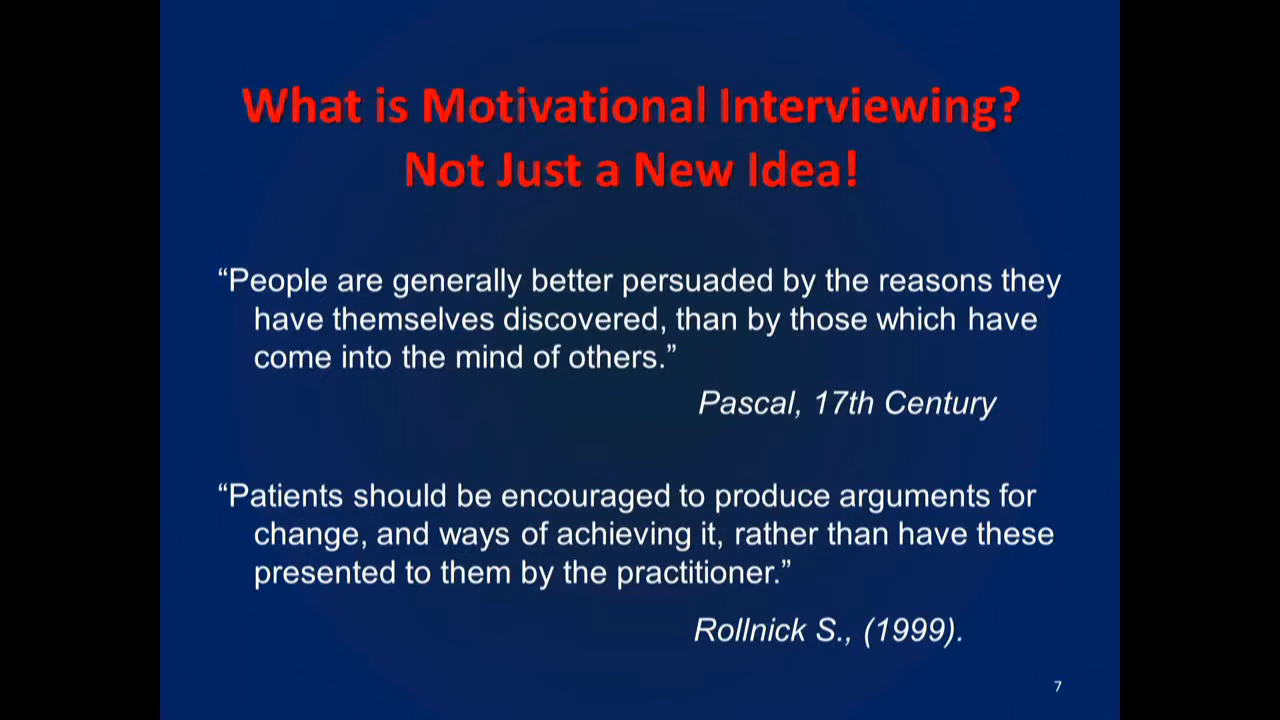 What is Motivational Interviewing?
Not Just a New Idea!
“People are generally better persuaded by the reasons they
have themselves discovered, than by those which have
come into the mind of others.”
Pascal, 17th Century
“Patients should be encouraged to produce arguments for
change, and ways of achieving it, rather than have these
presented to them by the practitioner.”
Rollnick S., (1999).
7